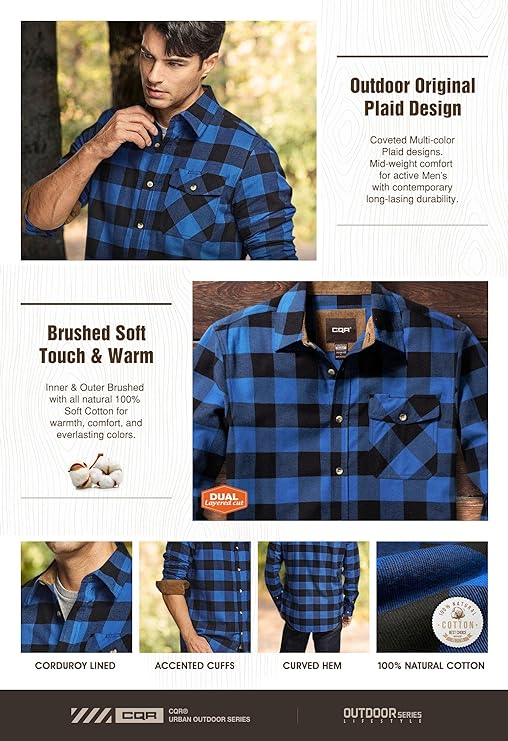 Outdoor Original
Plaid Design
Coveted Multi-color
Plaid designs.
Mid-weight comfort
for active Men's
with contemporary
long-lasing durability.
Brushed Soft
Touch & Warm
Inner & Outer Brushed
with all natural 100%
Soft Cotton for
warmth, comfort, and
everlasting colors.
CQR
DUAL
Layered cut
100% NATURAL
COTTON
BEST CHOICE
CORDUROY LINED
ACCENTED CUFFS
CURVED HEM
100% NATURAL COTTON
CQR
CQR®
URBAN OUTDOOR SERIES
OUTDOOR SERIES
LIFESTYLE